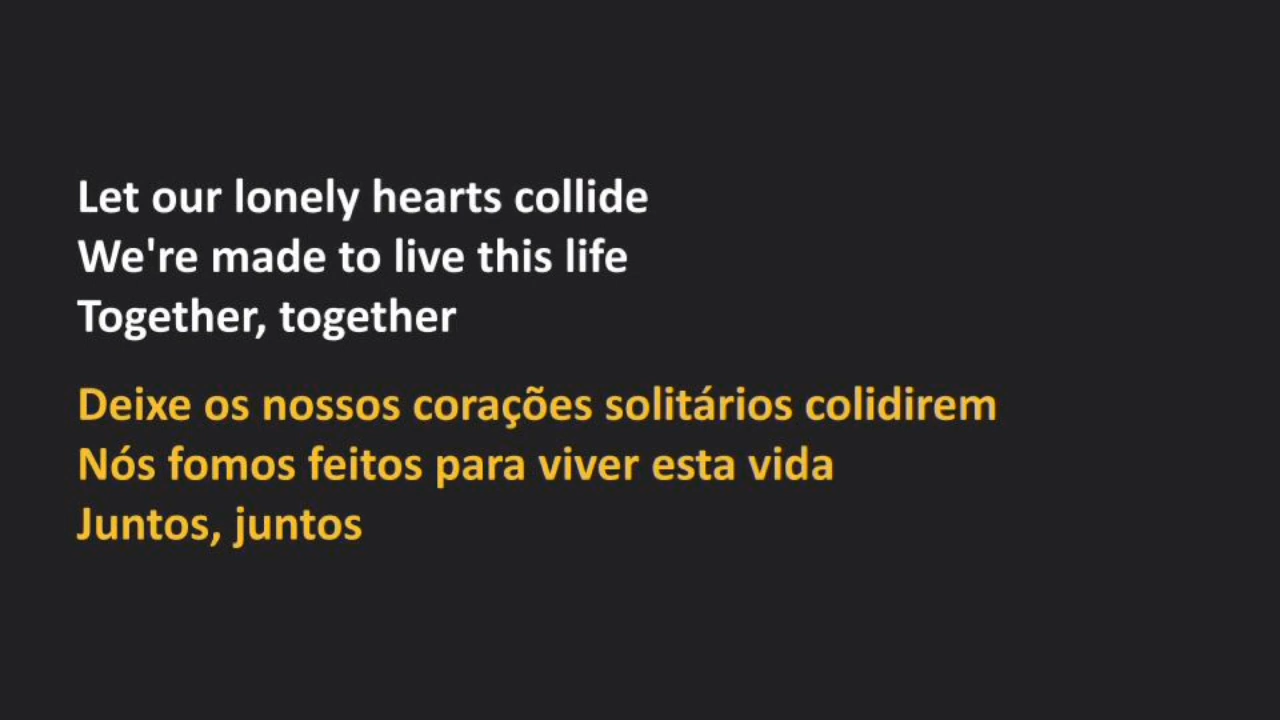 Let our lonely hearts collide
We're made to live this life
Together, together
Deixe os nossos corações solitários colidirem
Nós fomos feitos para viver esta vida
Juntos, juntos